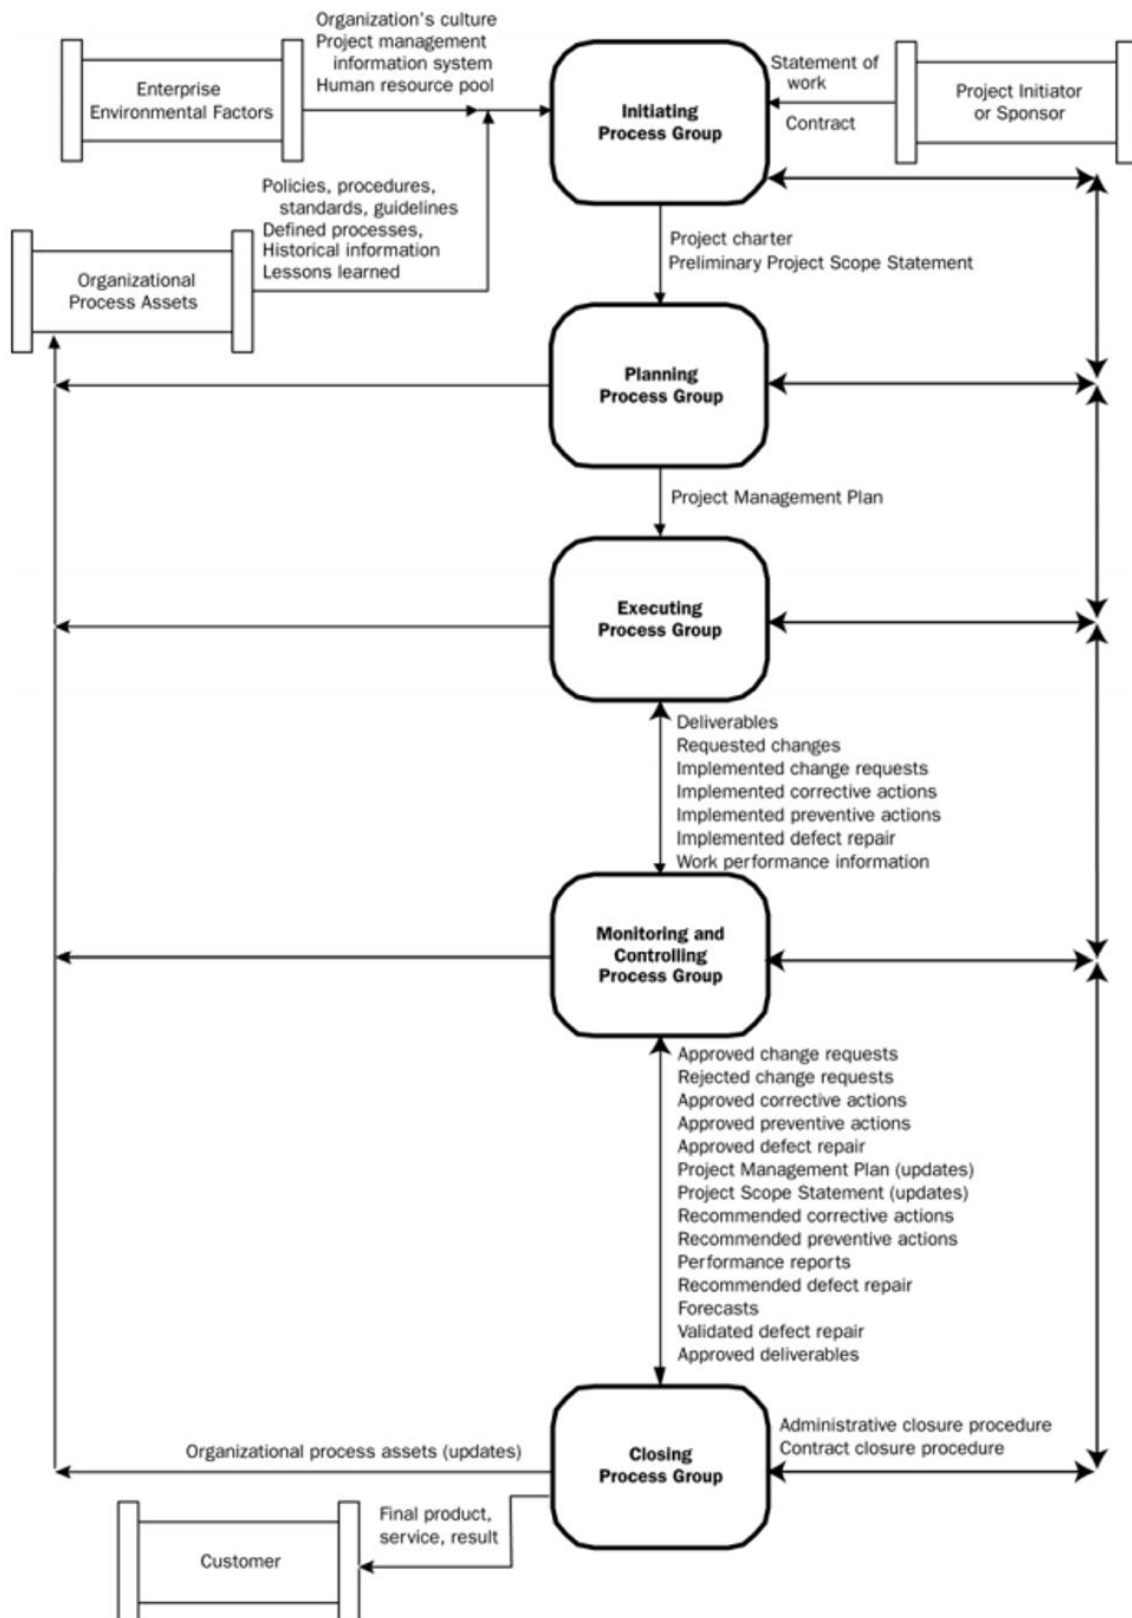 Organization's culture
Project management
information system
Human resource pool
Enterprise
Environmental Factors
Initiating
Process Group
Statement of
work
Contract
Project Initiator
or Sponsor
Policies, procedures,
standards, guidelines
Defined processes,
Historical information
Lessons learned
Organizational
Process Assets
Project charter
Preliminary Project Scope Statement
Planning
Process Group
Project Management Plan
Executing
Process Group
Deliverables
Requested changes
Implemented change requests
Implemented corrective actions
Implemented preventive actions
Implemented defect repair
Work performance information
Monitoring and
Controlling
Process Group
Approved change requests
Rejected change requests
Approved corrective actions
Approved preventive actions
Approved defect repair
Project Management Plan (updates)
Project Scope Statement (updates)
Recommended corrective actions
Recommended preventive actions
Performance reports
Recommended defect repair
Forecasts
Validated defect repair
Approved deliverables
Organizational process assets (updates)
Closing
Process Group
Administrative closure procedure
Contract closure procedure
Final product,
service, result
Customer